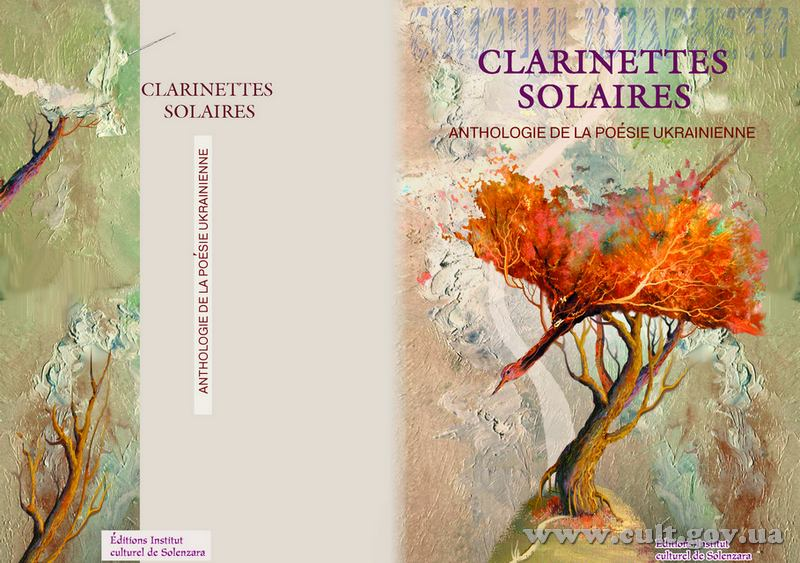 CLARINETTES
SOLAIRES
ANTHOLOGIE DE LA POÉSIE UKRAINIENNE
Éditions Institut
culturel de Solenzara
CLARINETTES
SOLAIRES
ANTHOLOGIE DE LA POÉSIE UKRAINIENNE
www.cult.gov.ua
Éditions Institut
culturel de Solenzara